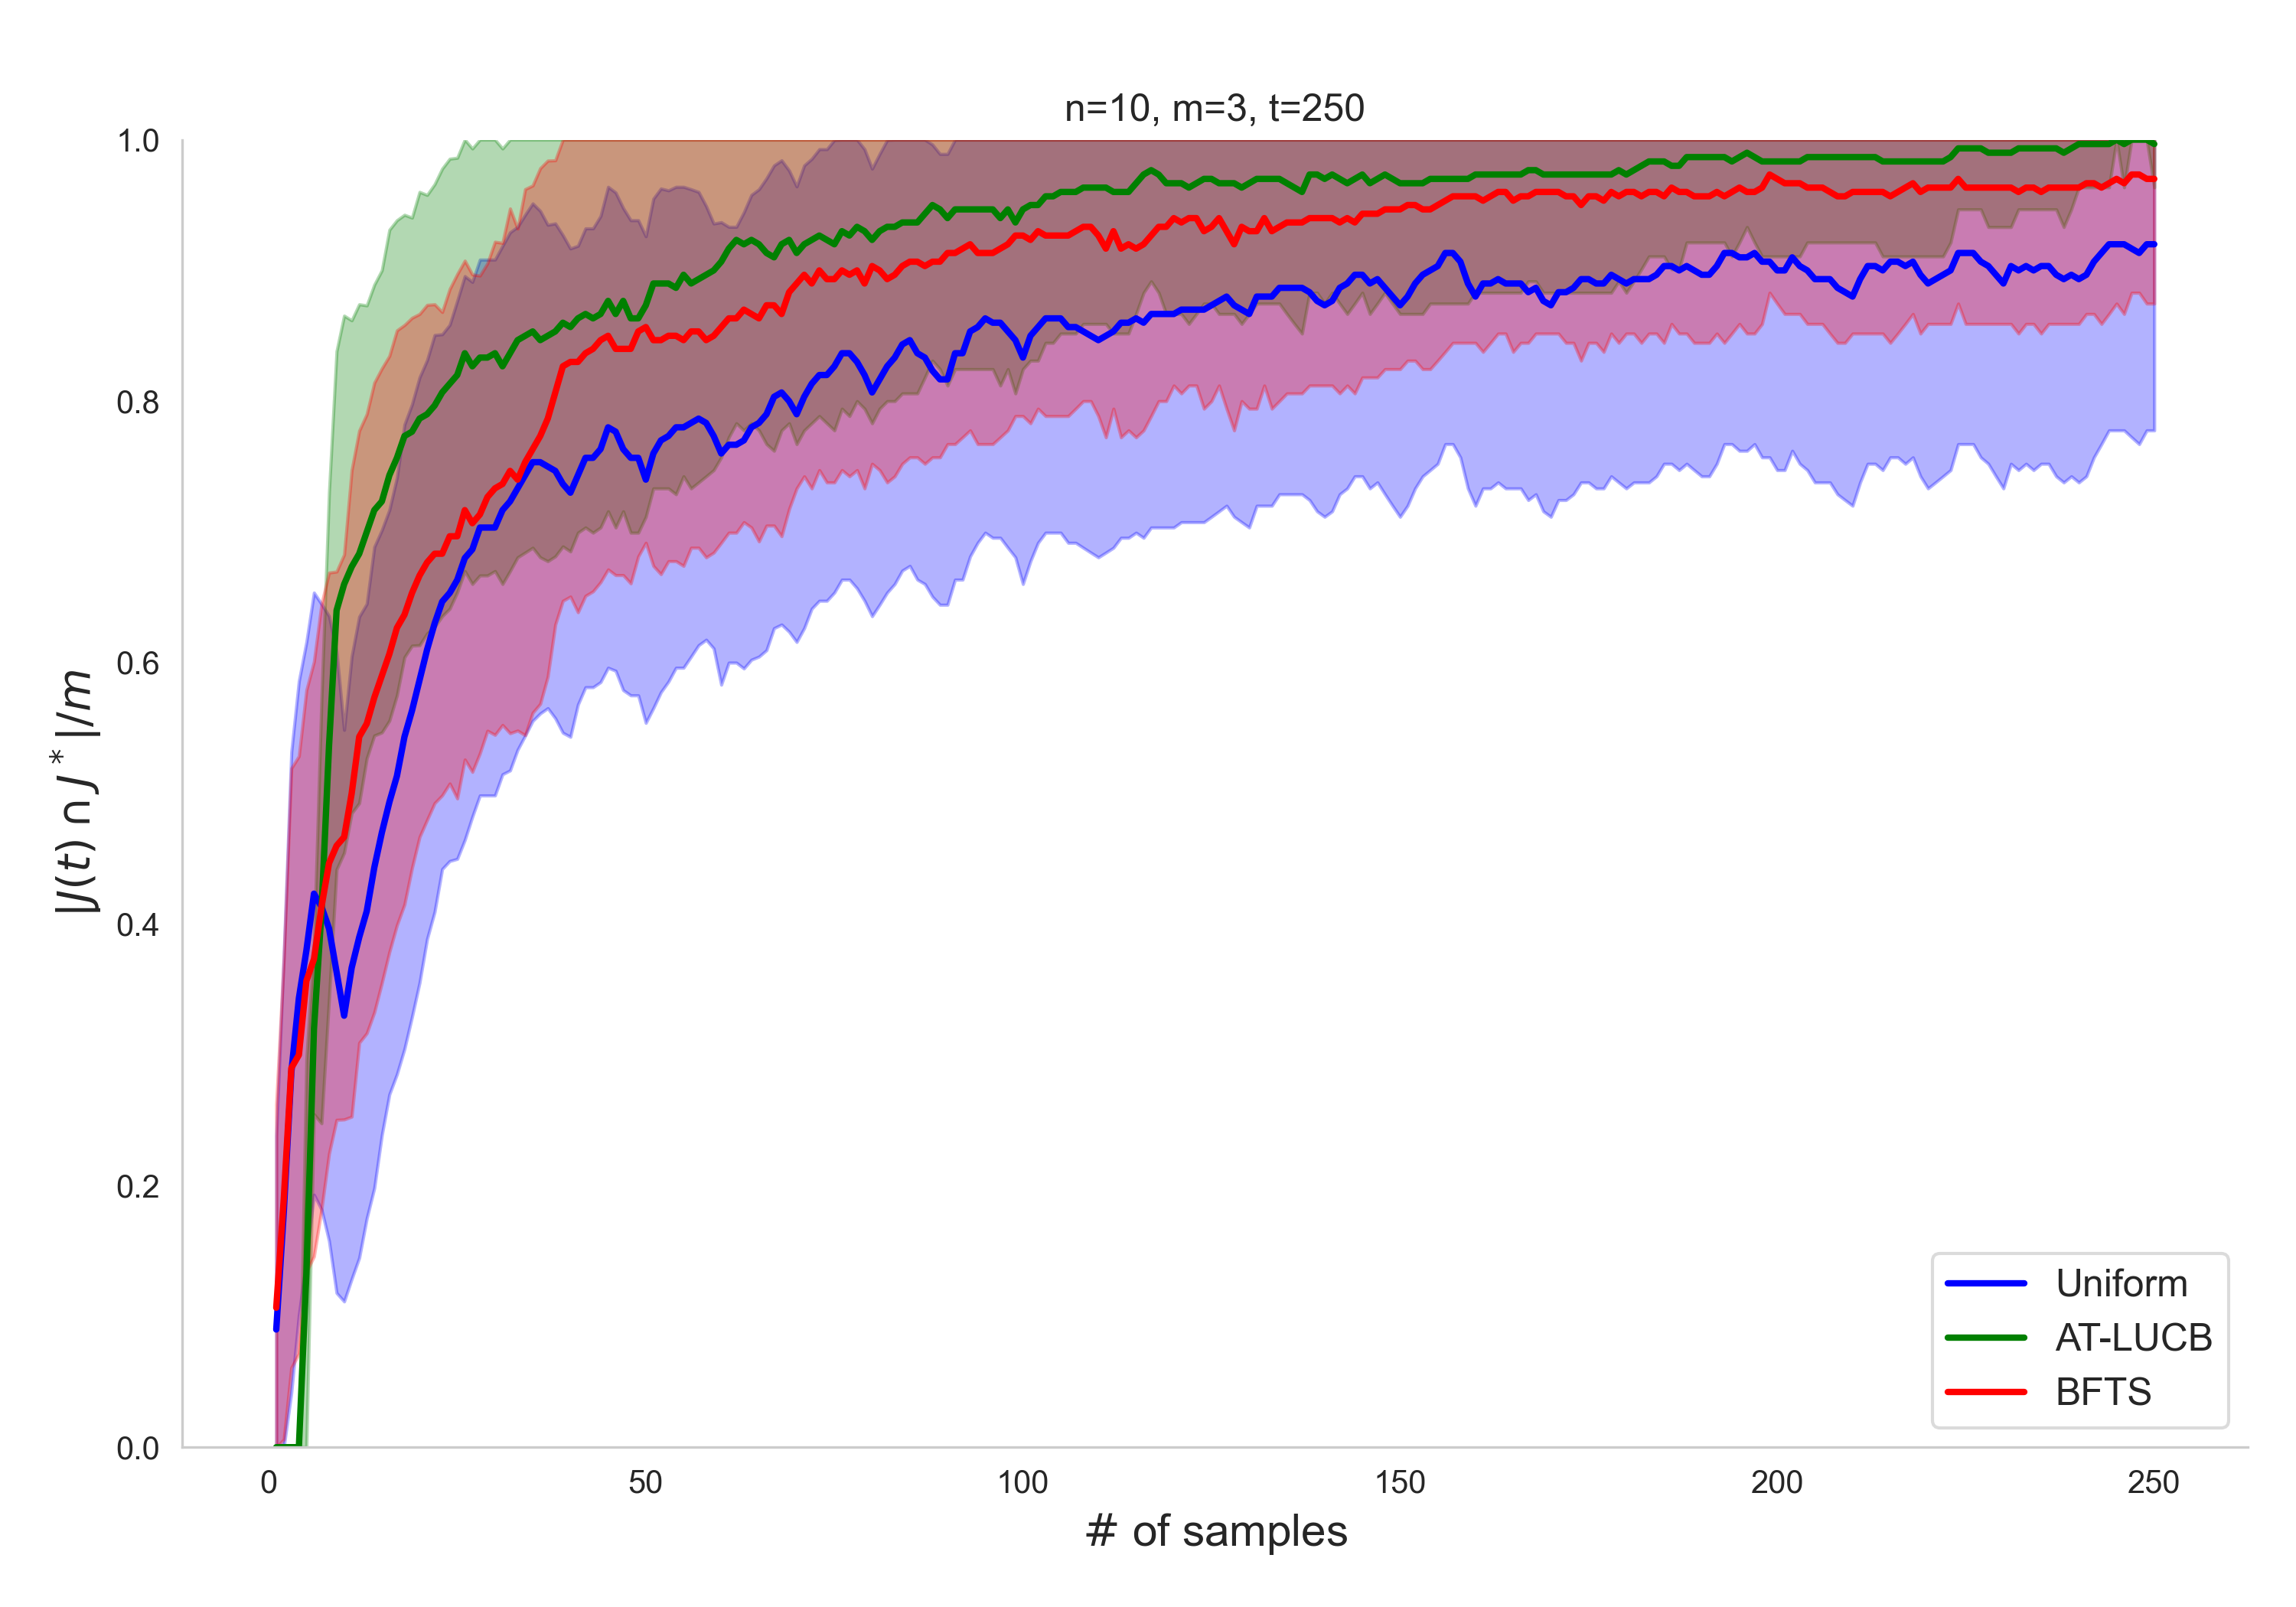 n=10, m=3, t=250
1.0
0.8
0.6
0.4
0.2
0.0
|J(t) ∩ J*|/m
0 50 100 150 200 250
# of samples
Uniform
AT-LUCB
BFTS